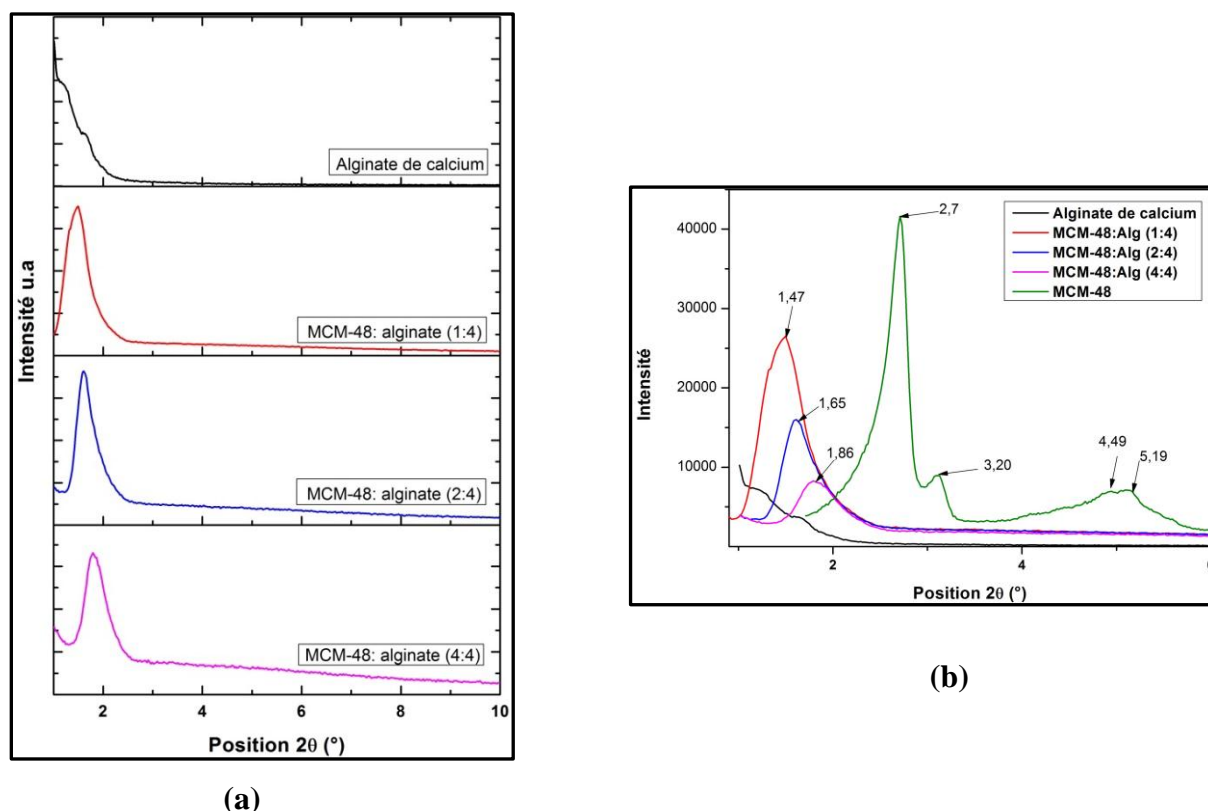 Intensité u.a
Alginate de calcium
MCM-48: alginate (1:4)
MCM-48: alginate (2:4)
MCM-48: alginate (4:4)
2 4 6 8 10
Position 2θ (°)
(a)
Intensité
40000
30000
20000
10000
2,7
1,47
1,65
1,86
3,20
4,49
5,19
Alginate de calcium
MCM-48:Alg (1:4)
MCM-48:Alg (2:4)
MCM-48:Alg (4:4)
MCM-48
2 4
Position 2θ (°)
(b)